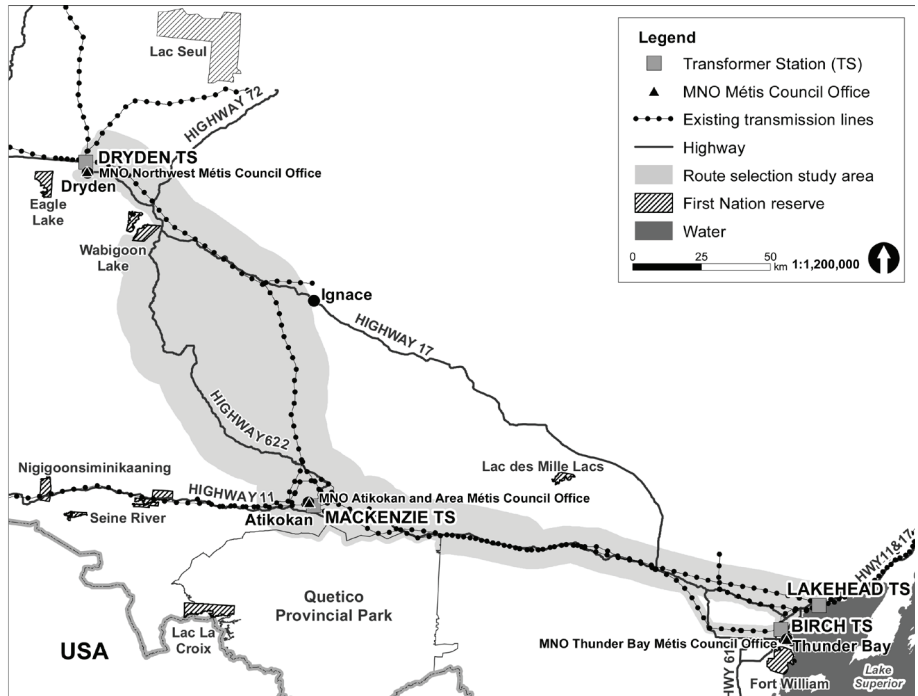 Lac Seul
HIGHWAY 72
DRYDEN TS
MNO Northwest Métis Council Office
Dryden
Eagle
Lake
Wabigoon
Lake
Ignace
HIGHWAY 17
HIGHWAY 622
Lac des Mille Lacs
Nigigoonsiminikaaning
HIGHWAY 11
MNO Atikokan and Area Métis Council Office
Seine River
Atikokan
MACKENZIE TS
HWY 11 & 17
LAKEHEAD TS
Quetico
Provincial Park
BIRCH TS
MNO Thunder Bay Métis Council Office
Thunder Bay
Lac La
Croix
USA
HWY 61
Fort William
Lake
Superior
Legend
Transformer Station (TS)
MNO Métis Council Office
Existing transmission lines
Highway
Route selection study area
First Nation reserve
Water
0 25 50
km 1:1,200,000